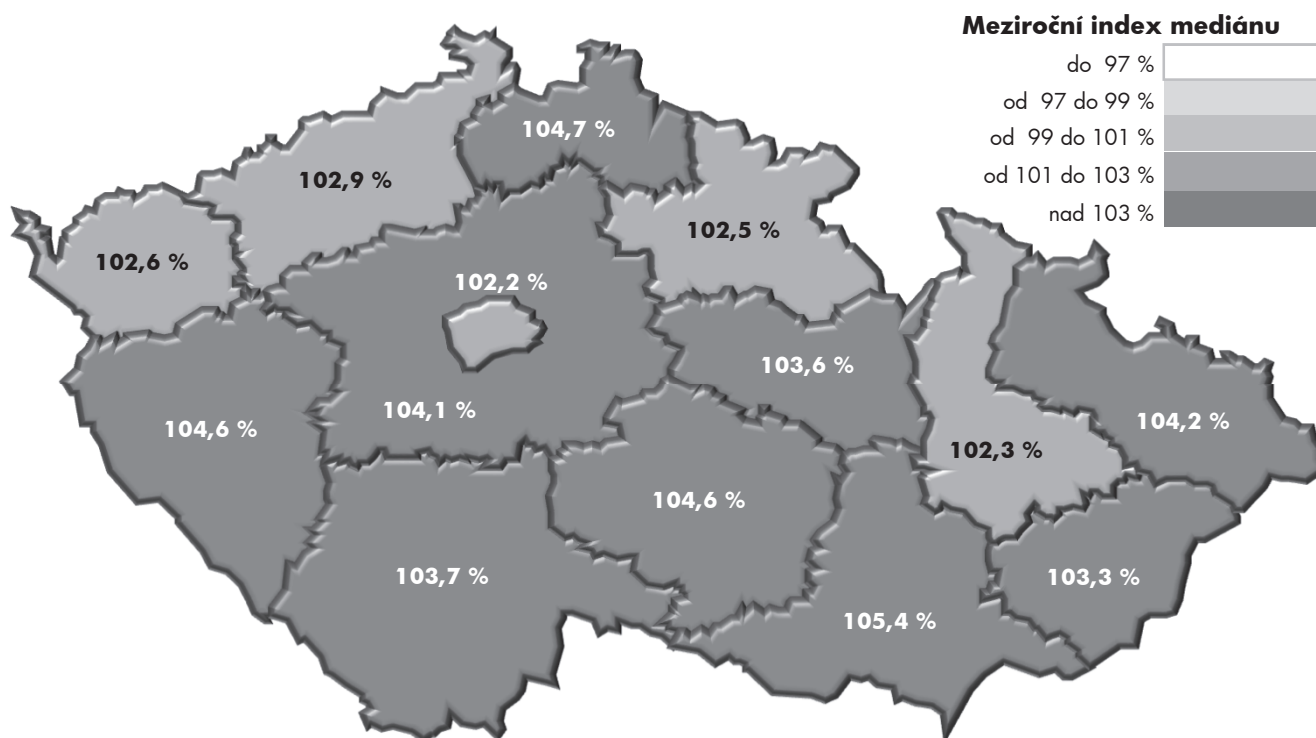 Meziroční index mediánu
do 97 %
od 97 do 99 %
od 99 do 101 %
od 101 do 103 %
nad 103 %
104,7 %
102,9 %
102,5 %
102,6 %
102,2 %
103,6 %
104,1 %
104,2 %
104,6 %
102,3 %
104,6 %
103,7 %
103,3 %
105,4 %